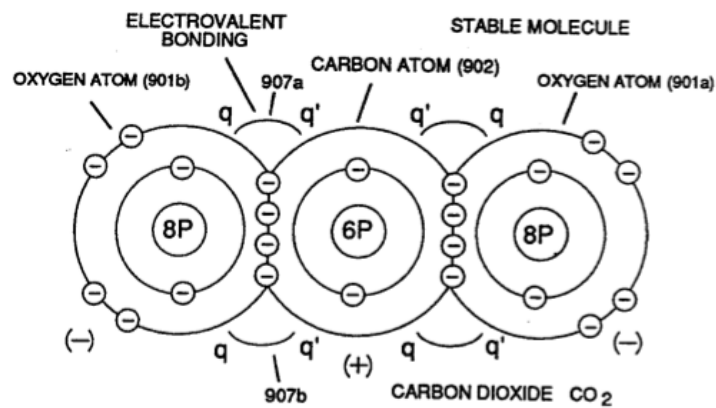 ELECTROVALENT
BONDING
STABLE MOLECULE
OXYGEN ATOM (901b)
907a
CARBON ATOM (902)
OXYGEN ATOM (901a)
q q' q' q
8P 6P 8P
(−) q q' (+) q q' (−)
907b
CARBON DIOXIDE CO2